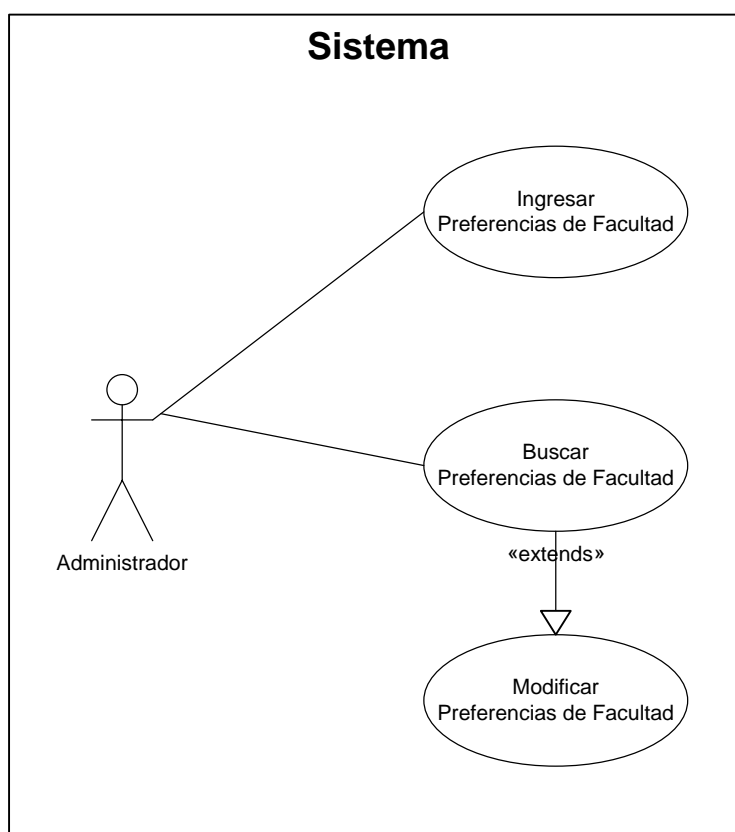 Sistema
Ingresar
Preferencias de Facultad
Buscar
Preferencias de Facultad
«extends»
Administrador
Modificar
Preferencias de Facultad